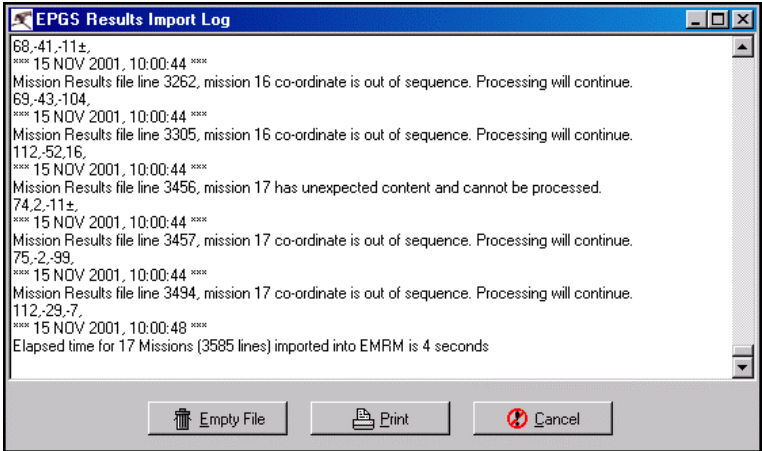 EPGS Results Import Log
68,-41,-11±,
*** 15 NOV 2001, 10:00:44 ***
Mission Results file line 3262, mission 16 co-ordinate is out of sequence. Processing will continue.
69,-43,-104,
*** 15 NOV 2001, 10:00:44 ***
Mission Results file line 3305, mission 16 co-ordinate is out of sequence. Processing will continue.
112,-52,16,
*** 15 NOV 2001, 10:00:44 ***
Mission Results file line 3456, mission 17 has unexpected content and cannot be processed.
74,2,-11±,
*** 15 NOV 2001, 10:00:44 ***
Mission Results file line 3457, mission 17 co-ordinate is out of sequence. Processing will continue.
75,-2,-99,
*** 15 NOV 2001, 10:00:44 ***
Mission Results file line 3494, mission 17 co-ordinate is out of sequence. Processing will continue.
112,-29,-7,
*** 15 NOV 2001, 10:00:48 ***
Elapsed time for 17 Missions (3585 lines) imported into EMRM is 4 seconds
Empty File
Print
Cancel